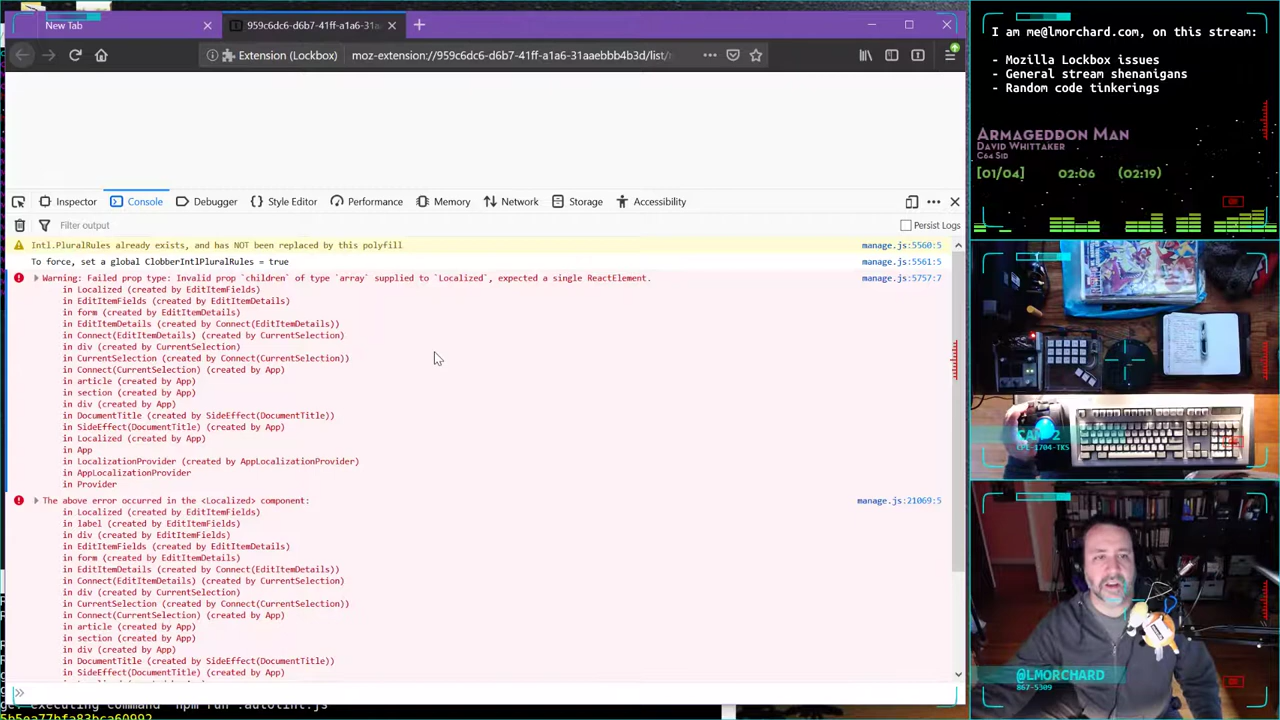 New Tab
959c6dc6-d6b7-41ff-a1a6-31aa
Extension (Lockbox)
moz-extension://959c6dc6-d6b7-41ff-a1a6-31aaebbb4b3d/list/
Inspector
Console
Debugger
Style Editor
Performance
Memory
Network
Storage
Accessibility
Filter output
Persist Logs
Intl.PluralRules already exists, and has NOT been replaced by this polyfill
manage.js:5560:5
To force, set a global ClobberIntlPluralRules = true
manage.js:5561:5
Warning: Failed prop type: Invalid prop `children` of type `array` supplied to `Localized`, expected a single ReactElement.
manage.js:5757:7
in Localized (created by EditItemFields)
in EditItemFields (created by EditItemDetails)
in form (created by EditItemDetails)
in EditItemDetails (created by Connect(EditItemDetails))
in Connect(EditItemDetails) (created by CurrentSelection)
in div (created by CurrentSelection)
in CurrentSelection (created by Connect(CurrentSelection))
in Connect(CurrentSelection) (created by App)
in article (created by App)
in section (created by App)
in div (created by App)
in DocumentTitle (created by SideEffect(DocumentTitle))
in SideEffect(DocumentTitle) (created by App)
in Localized (created by App)
in App
in LocalizationProvider (created by AppLocalizationProvider)
in AppLocalizationProvider
in Provider
The above error occurred in the <Localized> component:
manage.js:21069:5
in Localized (created by EditItemFields)
in label (created by EditItemFields)
in div (created by EditItemFields)
in EditItemFields (created by EditItemDetails)
in form (created by EditItemDetails)
in EditItemDetails (created by Connect(EditItemDetails))
in Connect(EditItemDetails) (created by CurrentSelection)
in div (created by CurrentSelection)
in CurrentSelection (created by Connect(CurrentSelection))
in Connect(CurrentSelection) (created by App)
in article (created by App)
in section (created by App)
in div (created by App)
in DocumentTitle (created by SideEffect(DocumentTitle))
in SideEffect(DocumentTitle) (created by App)
I am me@lmorchard.com, on this stream:
- Mozilla Lockbox issues
- General stream shenanigans
- Random code tinkerings
ARMAGEDDON MAN
DAVID WHITTAKER
C64 SID
[01/04] 02:06 (02:19)
CAM 2
CPE-1704-TKS
@LMORCHARD
867-5309